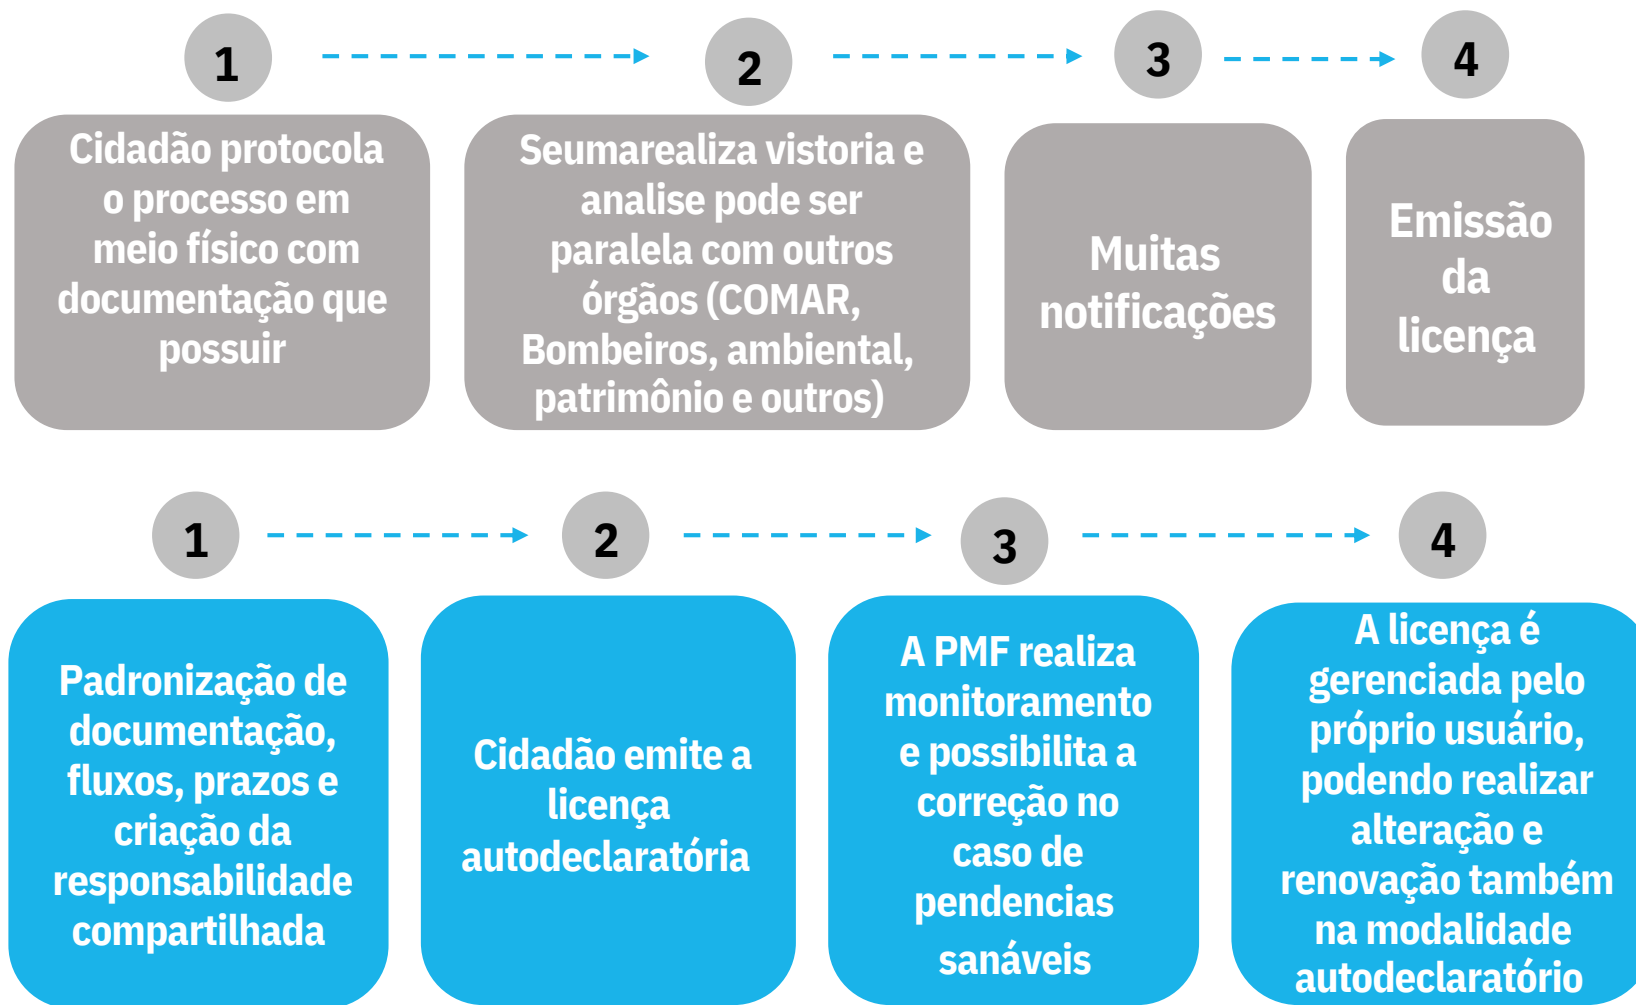 1
2
3
4
Cidadão protocola
o processo em
meio físico com
documentação que
possuir
Seumarealiza vistoria e
analise pode ser
paralela com outros
órgãos (COMAR,
Bombeiros, ambiental,
patrimônio e outros)
Muitas
notificações
Emissão
da
licença
1
2
3
4
Padronização de
documentação,
fluxos, prazos e
criação da
responsabilidade
compartilhada
Cidadão emite a
licença
autodeclaratória
A PMF realiza
monitoramento
e possibilita a
correção no
caso de
pendencias
sanáveis
A licença é
gerenciada pelo
próprio usuário,
podendo realizar
alteração e
renovação também
na modalidade
autodeclaratório